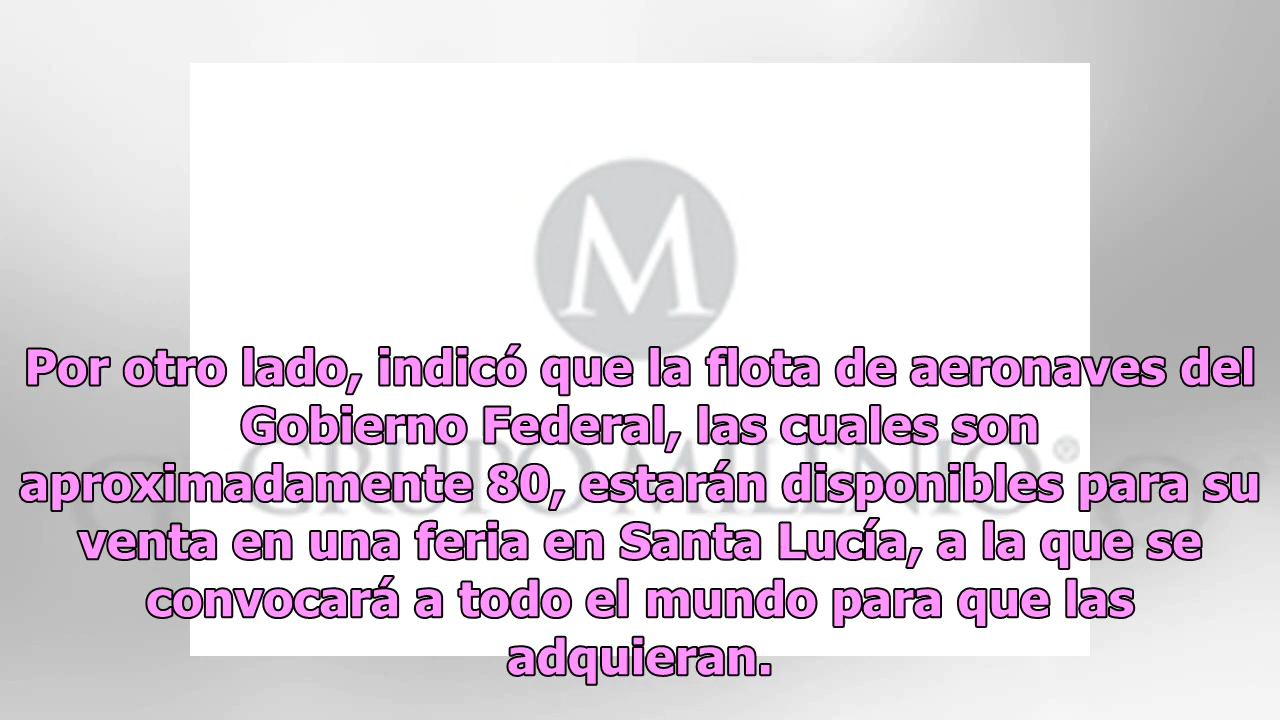 M
Por otro lado, indicó que la flota de aeronaves del
Gobierno Federal, las cuales son
GRUPO MILENIO®
aproximadamente 80, estarán disponibles para su
venta en una feria en Santa Lucía, a la que se
convocará a todo el mundo para que las
adquieran.